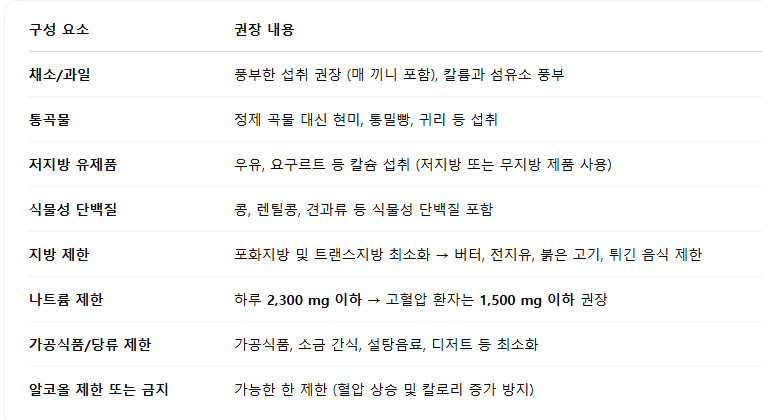 구성 요소 권장 내용
채소/과일 풍부한 섭취 권장 (매 끼니 포함), 칼륨과 섬유소 풍부
통곡물 정제 곡물 대신 현미, 통밀빵, 귀리 등 섭취
저지방 유제품 우유, 요구르트 등 칼슘 섭취 (저지방 또는 무지방 제품 사용)
식물성 단백질 콩, 렌틸콩, 견과류 등 식물성 단백질 포함
지방 제한 포화지방 및 트랜스지방 최소화 → 버터, 전지유, 붉은 고기, 튀긴 음식 제한
나트륨 제한 하루 2,300 mg 이하 → 고혈압 환자는 1,500 mg 이하 권장
가공식품/당류 제한 가공식품, 소금 간식, 설탕음료, 디저트 등 최소화
알코올 제한 또는 금지 가능한 한 제한 (혈압 상승 및 칼로리 증가 방지)